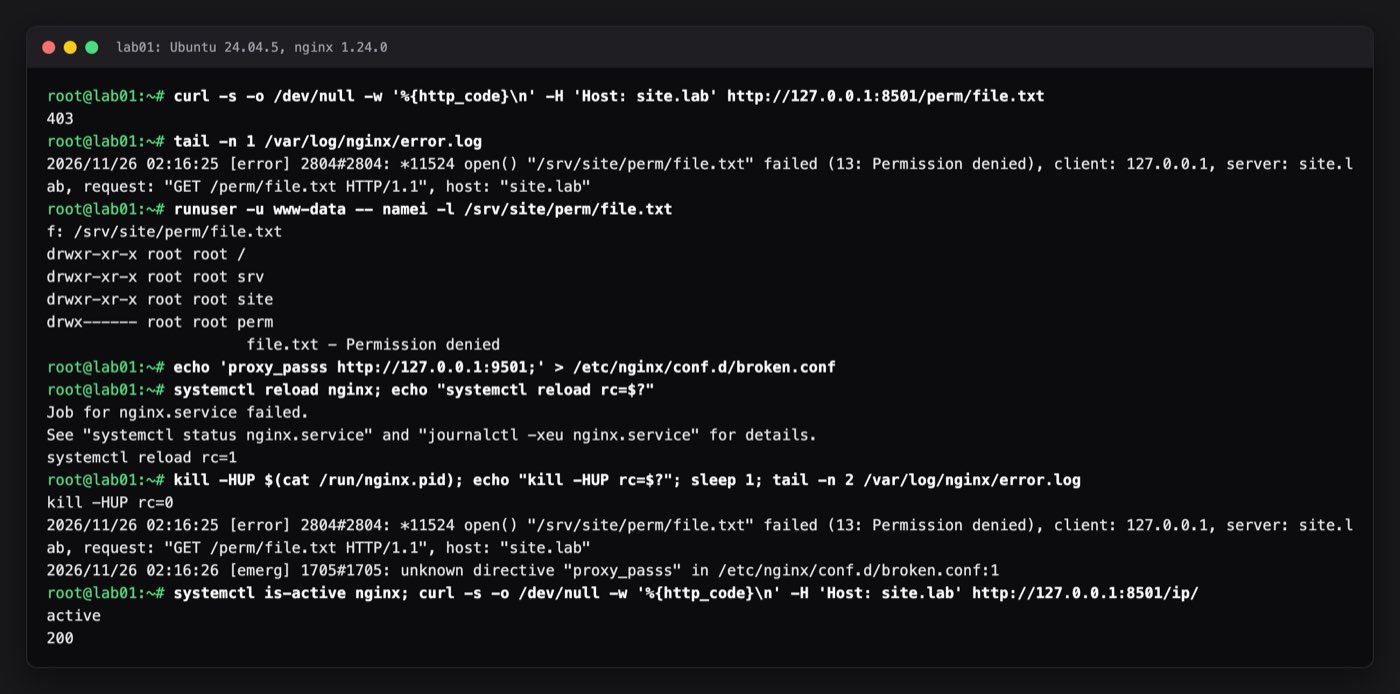 lab01: Ubuntu 24.04.5, nginx 1.24.0
root@lab01:~# curl -s -o /dev/null -w '%{http_code}\n' -H 'Host: site.lab' http://127.0.0.1:8501/perm/file.txt
403
root@lab01:~# tail -n 1 /var/log/nginx/error.log
2026/11/26 02:16:25 [error] 2804#2804: *11524 open() "/srv/site/perm/file.txt" failed (13: Permission denied), client: 127.0.0.1, server: site.l
ab, request: "GET /perm/file.txt HTTP/1.1", host: "site.lab"
root@lab01:~# runuser -u www-data -- namei -l /srv/site/perm/file.txt
f: /srv/site/perm/file.txt
drwxr-xr-x root root /
drwxr-xr-x root root srv
drwxr-xr-x root root site
drwx------ root root perm
                     file.txt - Permission denied
root@lab01:~# echo 'proxy_passs http://127.0.0.1:9501;' > /etc/nginx/conf.d/broken.conf
root@lab01:~# systemctl reload nginx; echo "systemctl reload rc=$?"
Job for nginx.service failed.
See "systemctl status nginx.service" and "journalctl -xeu nginx.service" for details.
systemctl reload rc=1
root@lab01:~# kill -HUP $(cat /run/nginx.pid); echo "kill -HUP rc=$?"; sleep 1; tail -n 2 /var/log/nginx/error.log
kill -HUP rc=0
2026/11/26 02:16:25 [error] 2804#2804: *11524 open() "/srv/site/perm/file.txt" failed (13: Permission denied), client: 127.0.0.1, server: site.l
ab, request: "GET /perm/file.txt HTTP/1.1", host: "site.lab"
2026/11/26 02:16:26 [emerg] 1705#1705: unknown directive "proxy_passs" in /etc/nginx/conf.d/broken.conf:1
root@lab01:~# systemctl is-active nginx; curl -s -o /dev/null -w '%{http_code}\n' -H 'Host: site.lab' http://127.0.0.1:8501/ip/
active
200